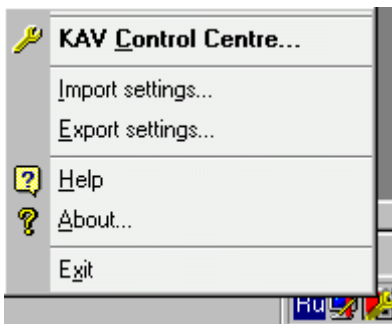 KAV Control Centre...
Import settings...
Export settings...
Help
About...
Exit
Ru